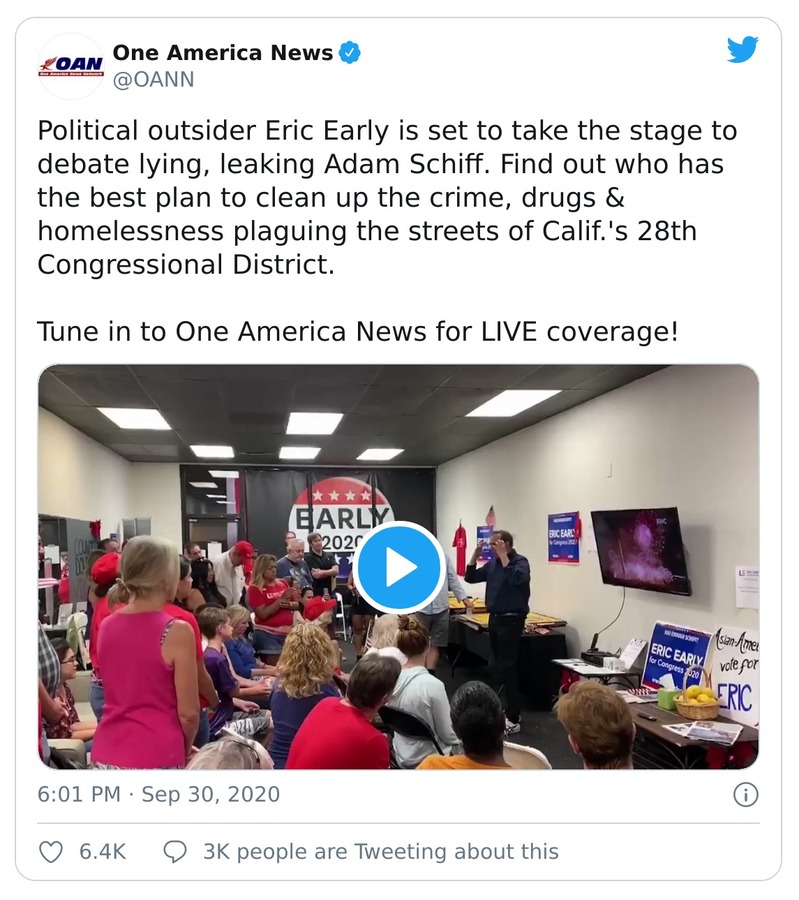 OAN
One America News Network
One America News
@OANN
Political outsider Eric Early is set to take the stage to
debate lying, leaking Adam Schiff. Find out who has
the best plan to clean up the crime, drugs &
homelessness plaguing the streets of Calif.'s 28th
Congressional District.
Tune in to One America News for LIVE coverage!
EARLY
2020
ERIC EARLY
for Congress 2020
ERIC EARLY
for Congress 2020
Asian-Amer
vote for
ERIC
6:01 PM · Sep 30, 2020
6.4K
3K people are Tweeting about this